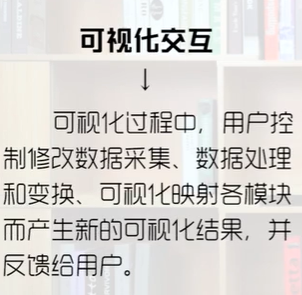 可视化交互
↓
可视化过程中，用户控
制修改数据采集、数据处理
和变换、可视化映射各模块
而产生新的可视化结果，并
反馈给用户。